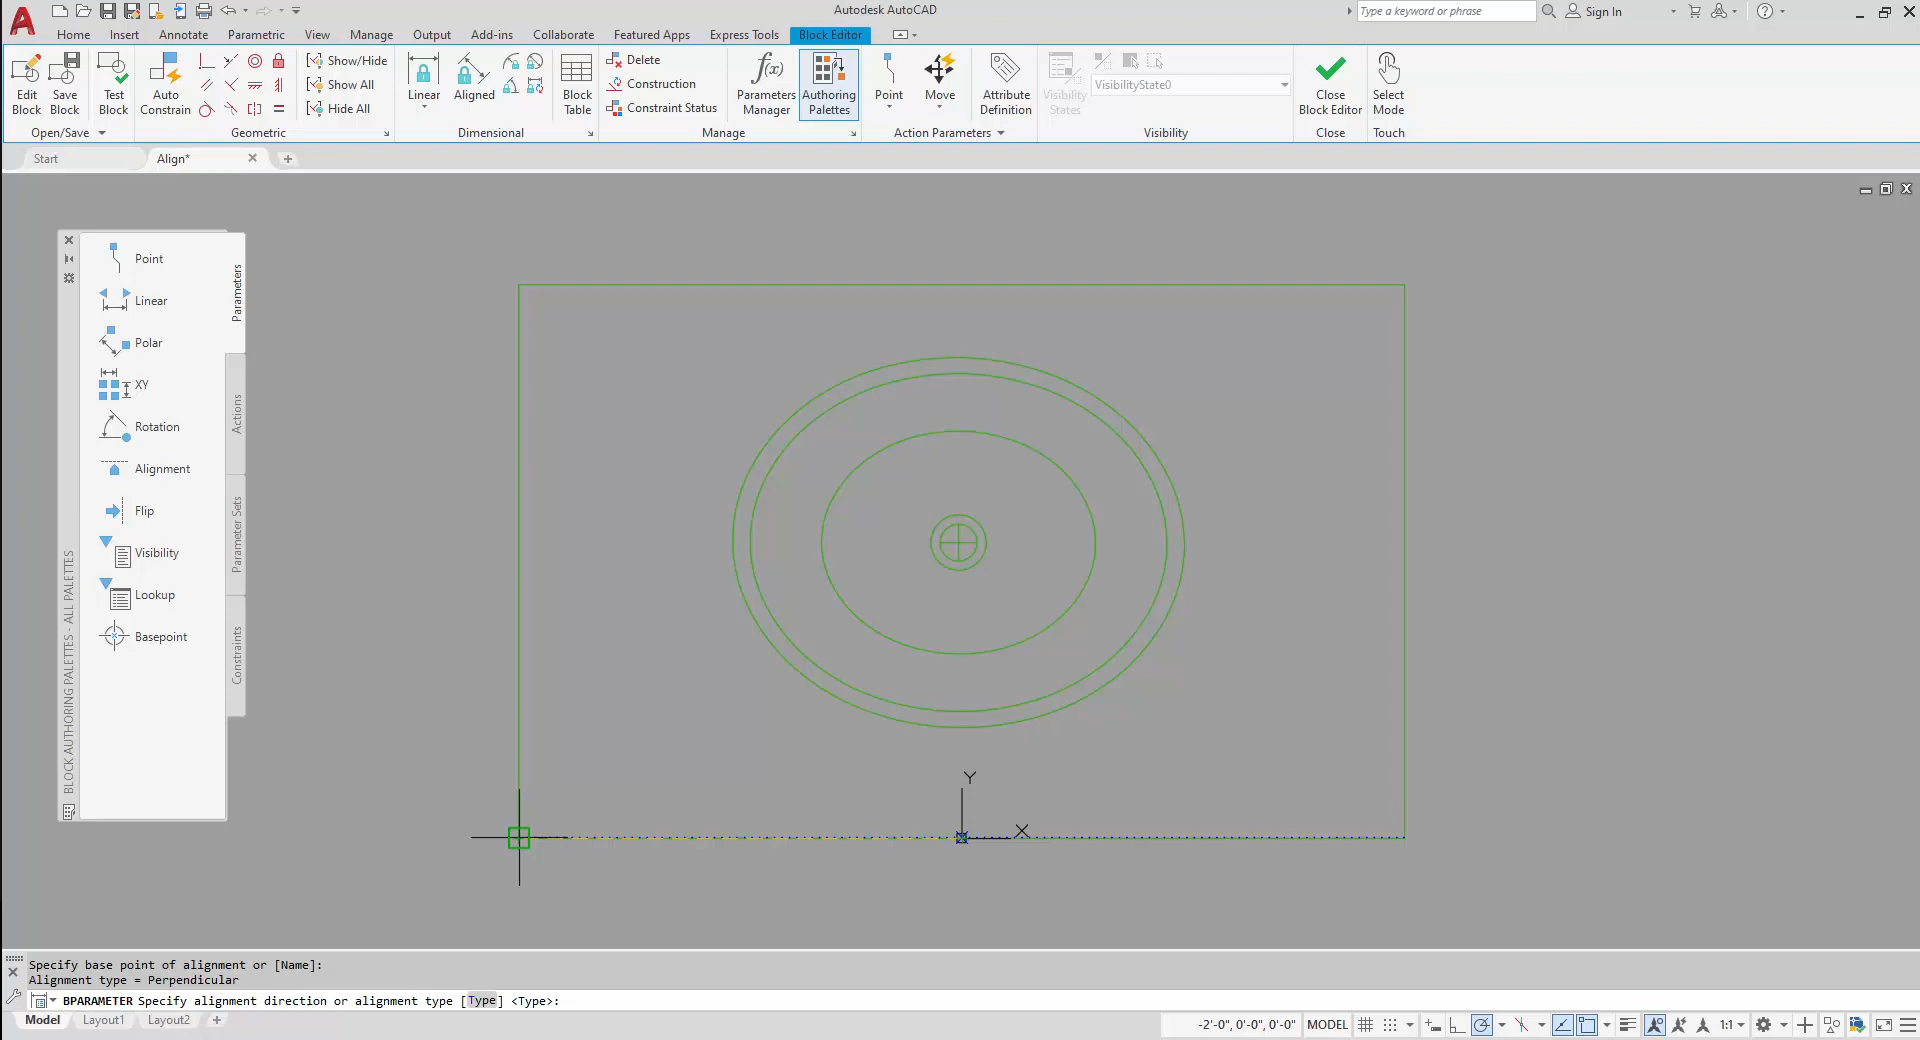 Autodesk AutoCAD
Type a keyword or phrase
Sign In
Home Insert Annotate Parametric View Manage Output Add-ins Collaborate Featured Apps Express Tools Block Editor
Edit Block
Save Block
Test Block
Auto Constrain
Show/Hide
Show All
Hide All
Linear
Aligned
Block Table
Delete
Construction
Constraint Status
f(x)
Parameters Manager
Authoring Palettes
Point
Move
Attribute Definition
Visibility States
VisibilityState0
Close Block Editor
Select Mode
Open/Save Geometric Dimensional Manage Action Parameters Visibility Close Touch
Start Align*
Point
Linear
Polar
XY
Rotation
Alignment
Flip
Visibility
Lookup
Basepoint
Parameters
Actions
Parameter Sets
Constraints
BLOCK AUTHORING PALETTES - ALL PALETTES
Y
X
Specify base point of alignment or [Name]:
Alignment type = Perpendicular
BPARAMETER Specify alignment direction or alignment type [Type] <Type>:
Model Layout1 Layout2
-2'-0", 0'-0", 0'-0" MODEL 1:1